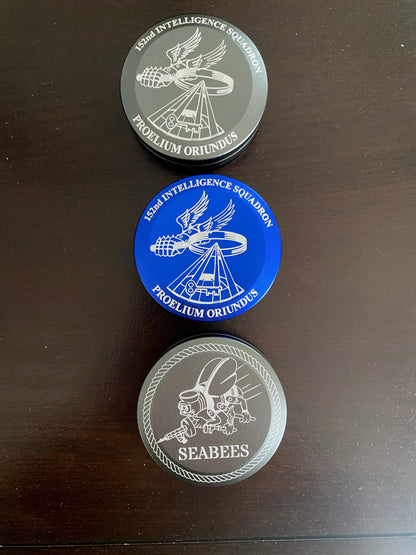 152nd INTELLIGENCE SQUADRON
PROELIUM ORIUNDUS
152nd INTELLIGENCE SQUADRON
PROELIUM ORIUNDUS
SEABEES